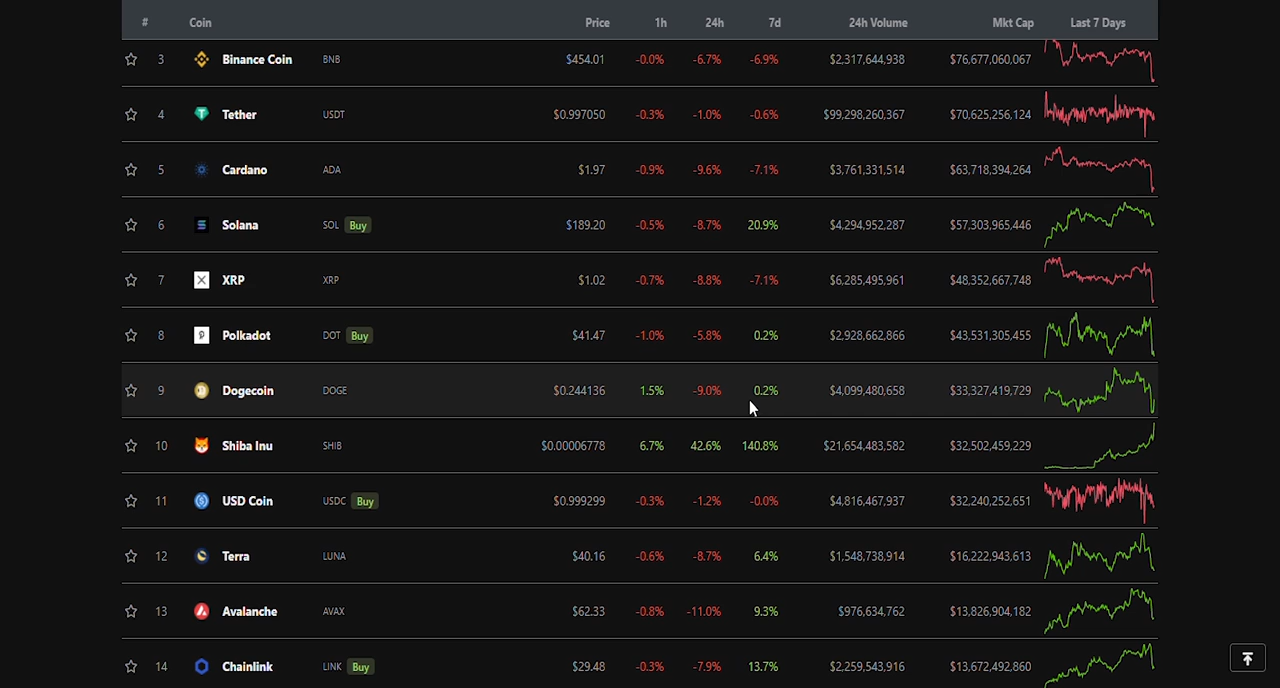 # Coin Price 1h 24h 7d 24h Volume Mkt Cap Last 7 Days
3 Binance Coin BNB $454.01 -0.0% -6.7% -6.9% $2,317,644,938 $76,677,060,067
4 Tether USDT $0.997050 -0.3% -1.0% -0.6% $99,298,260,367 $70,625,256,124
5 Cardano ADA $1.97 -0.9% -9.6% -7.1% $3,761,331,514 $63,718,394,264
6 Solana SOL Buy $189.20 -0.5% -8.7% 20.9% $4,294,952,287 $57,303,965,446
7 XRP XRP $1.02 -0.7% -8.8% -7.1% $6,285,495,961 $48,352,667,748
8 Polkadot DOT Buy $41.47 -1.0% -5.8% 0.2% $2,928,662,866 $43,531,305,455
9 Dogecoin DOGE $0.244136 1.5% -9.0% 0.2% $4,099,480,658 $33,327,419,729
10 Shiba Inu SHIB $0.00006778 6.7% 42.6% 140.8% $21,654,483,582 $32,502,459,229
11 USD Coin USDC Buy $0.999299 -0.3% -1.2% -0.0% $4,816,467,937 $32,240,252,651
12 Terra LUNA $40.16 -0.6% -8.7% 6.4% $1,548,738,914 $16,222,943,613
13 Avalanche AVAX $62.33 -0.8% -11.0% 9.3% $976,634,762 $13,826,904,182
14 Chainlink LINK Buy $29.48 -0.3% -7.9% 13.7% $2,259,543,916 $13,672,492,860